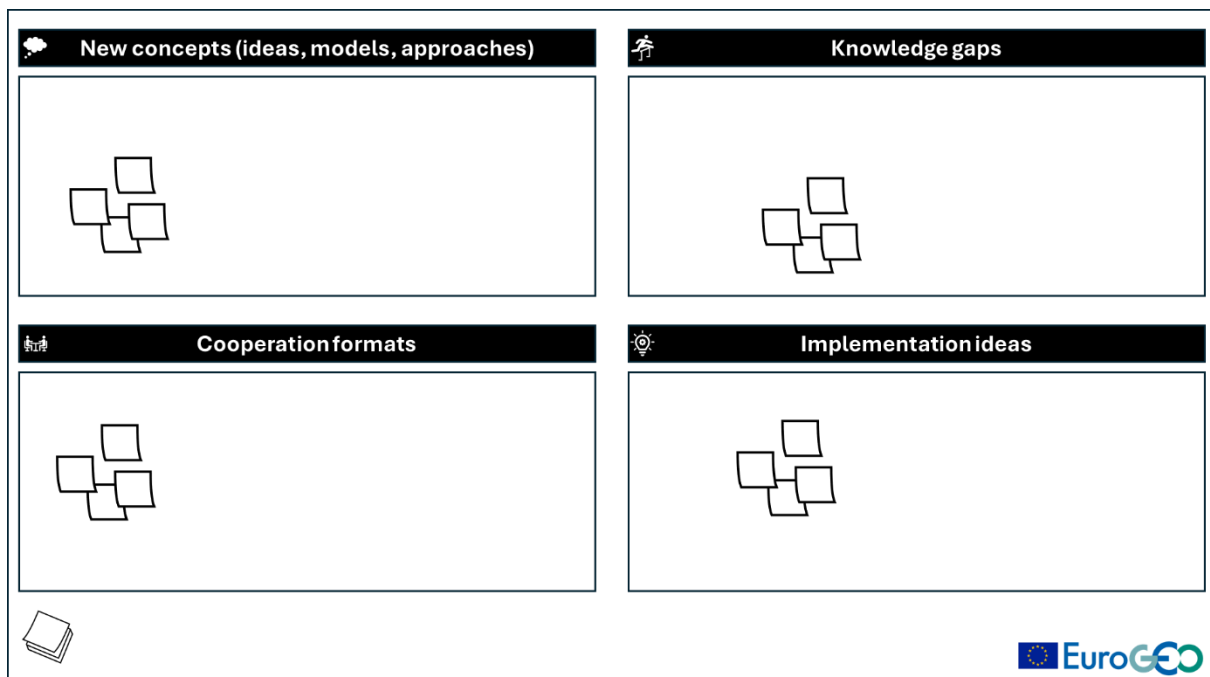 New concepts (ideas, models, approaches)
Knowledge gaps
Cooperation formats
Implementation ideas
EuroGEO